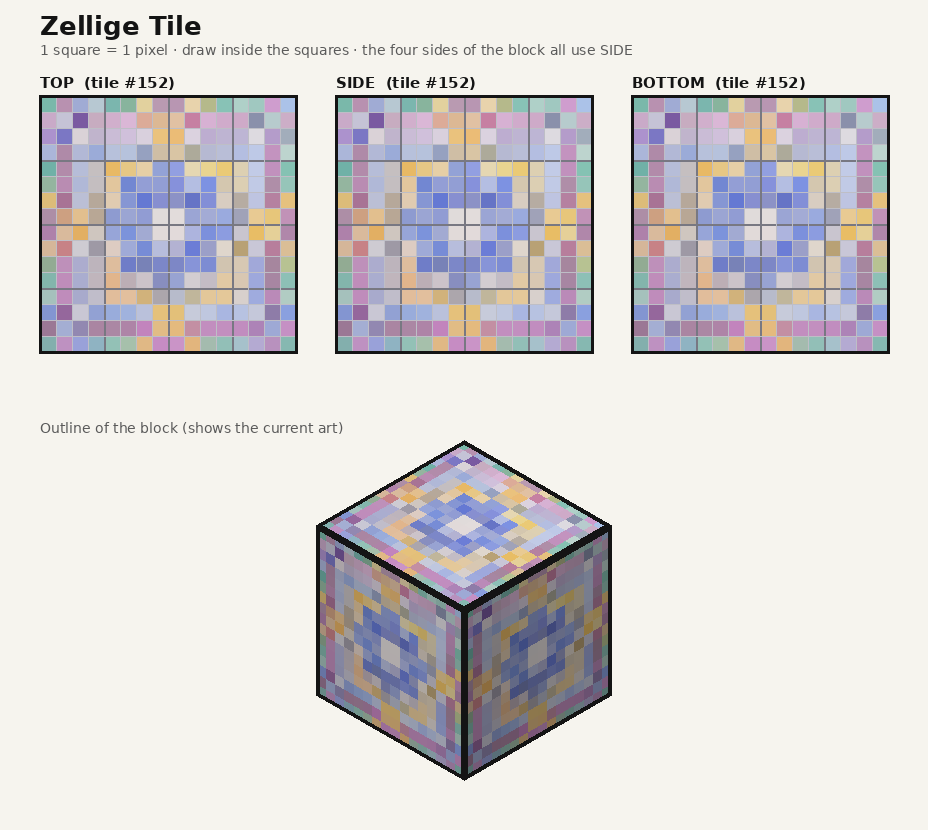 Zellige Tile
1 square = 1 pixel · draw inside the squares · the four sides of the block all use SIDE
TOP (tile #152)
SIDE (tile #152)
BOTTOM (tile #152)
Outline of the block (shows the current art)